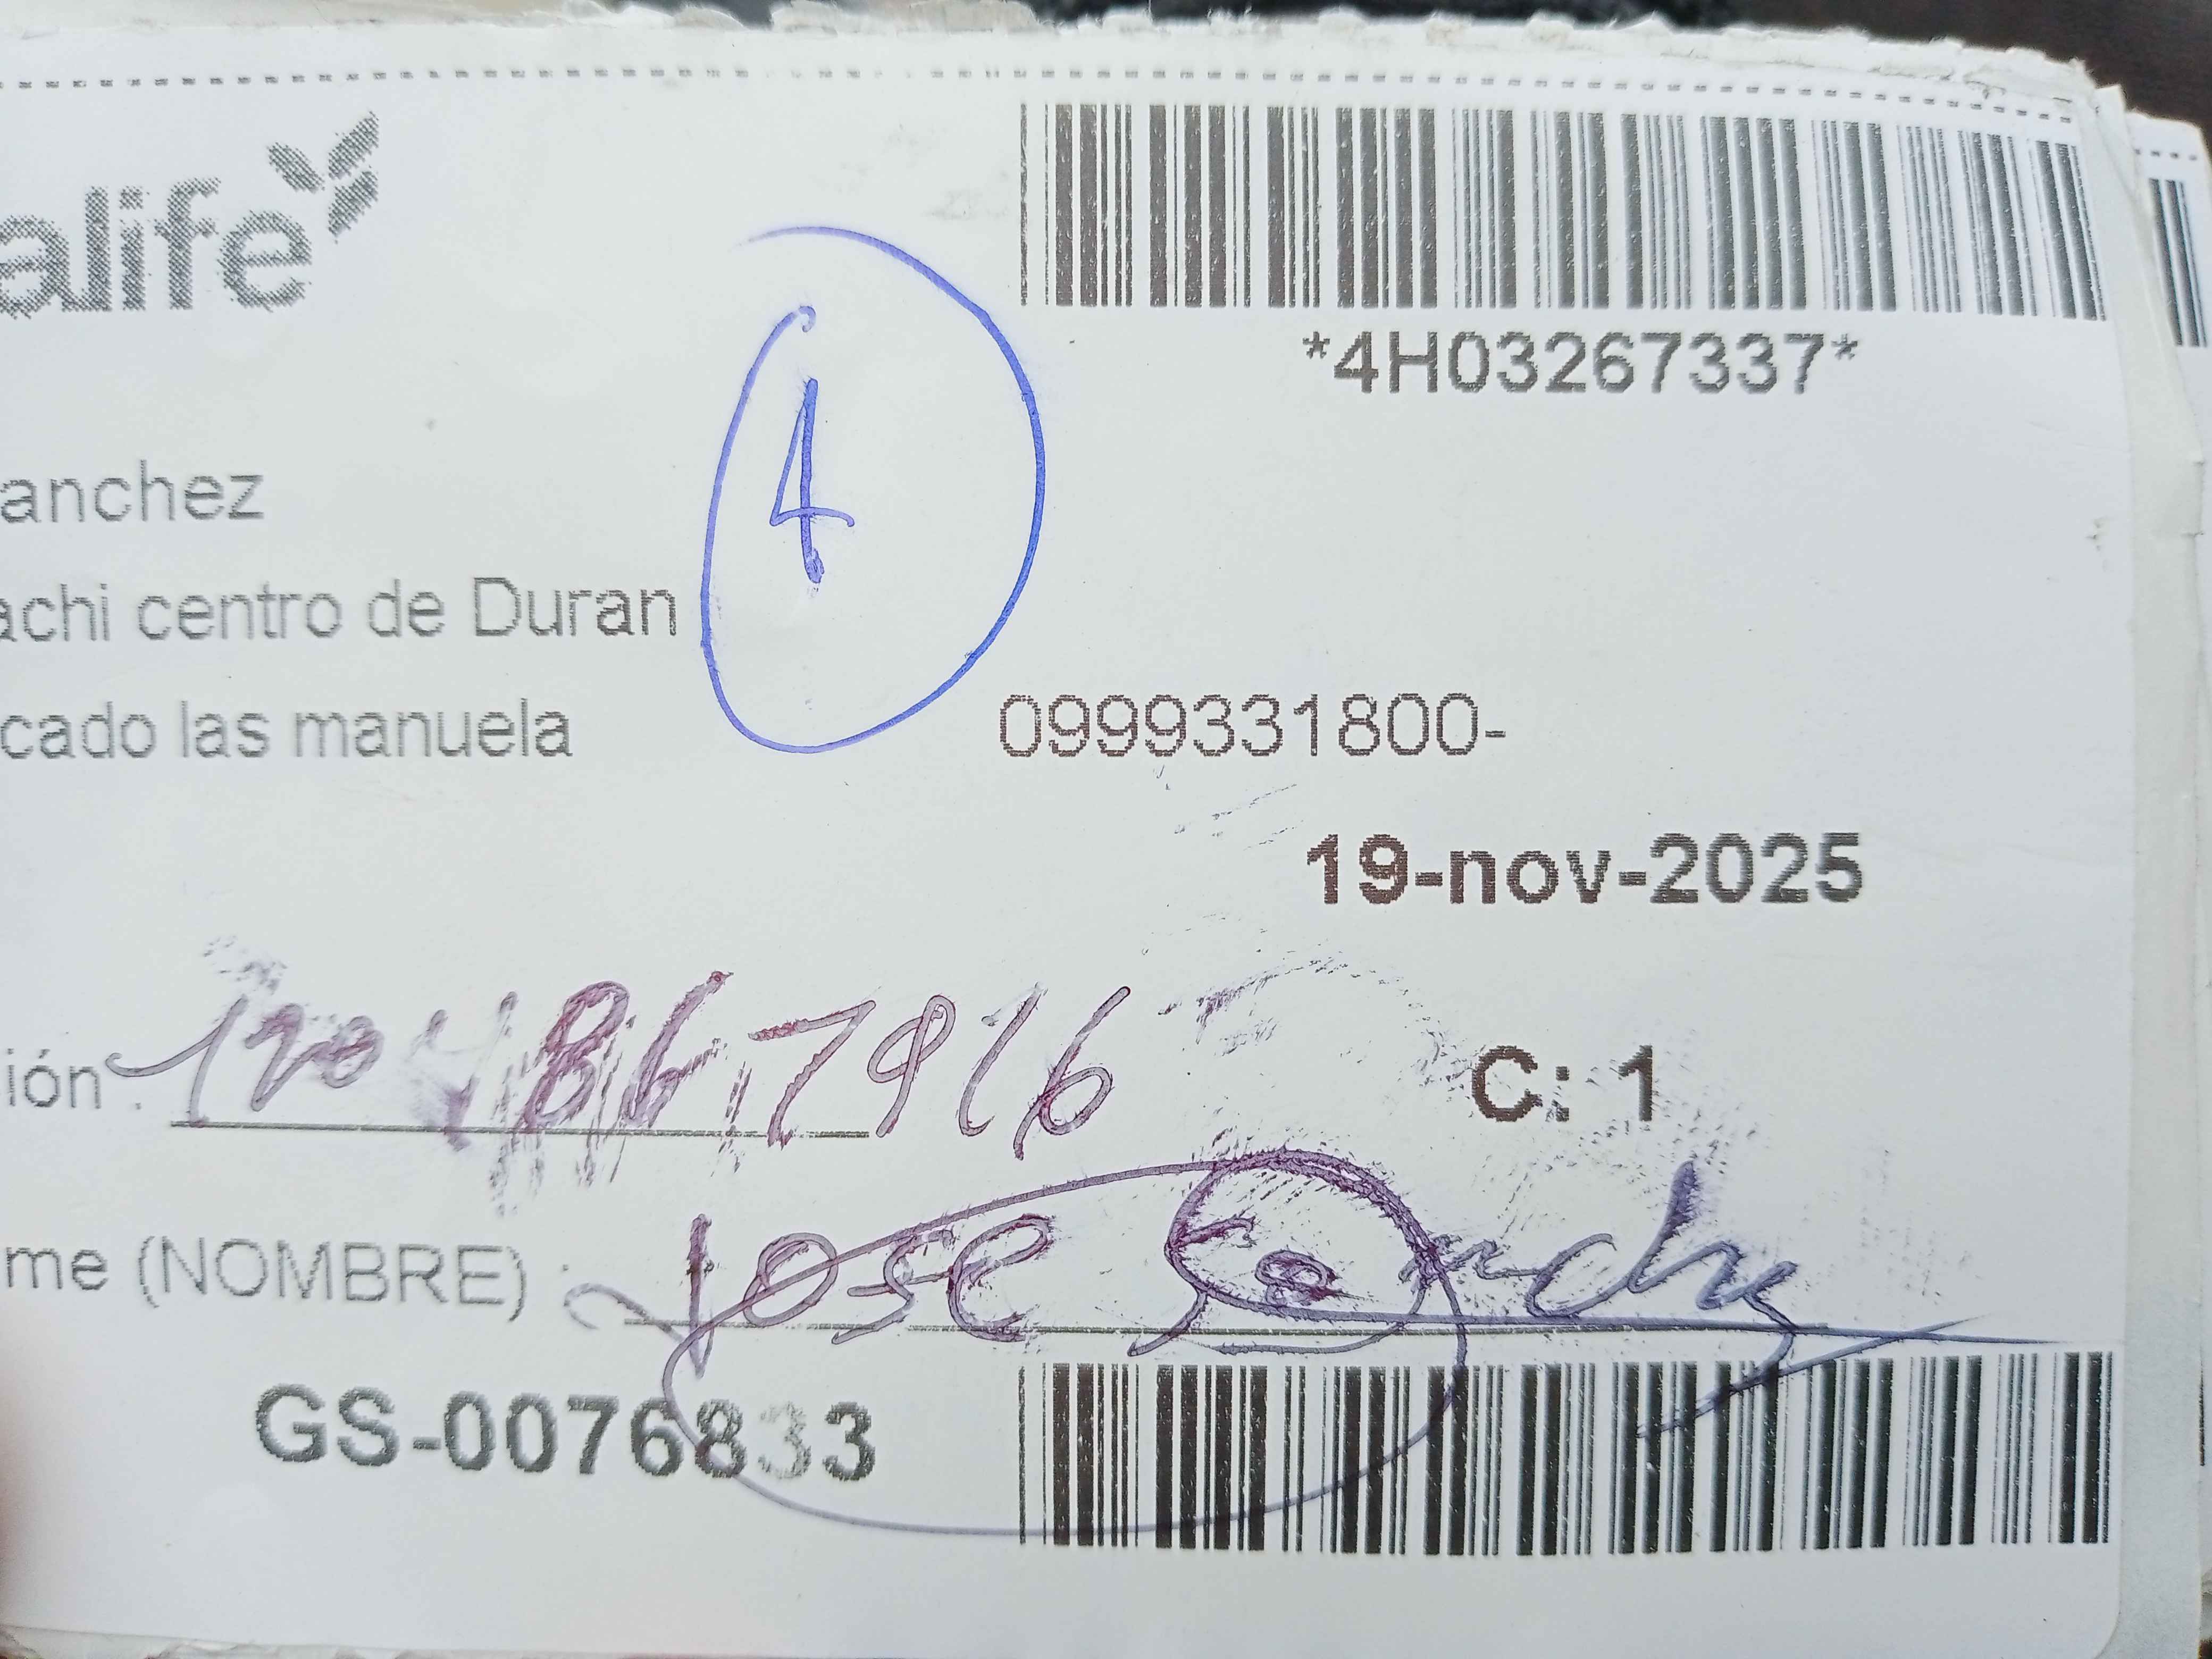 alife
*4H03267337*
4
anchez
achi centro de Duran
cado las manuela
0999331800-
19-nov-2025
ión
C: 1
me (NOMBRE) : Jose Sanchez
GS-0076833